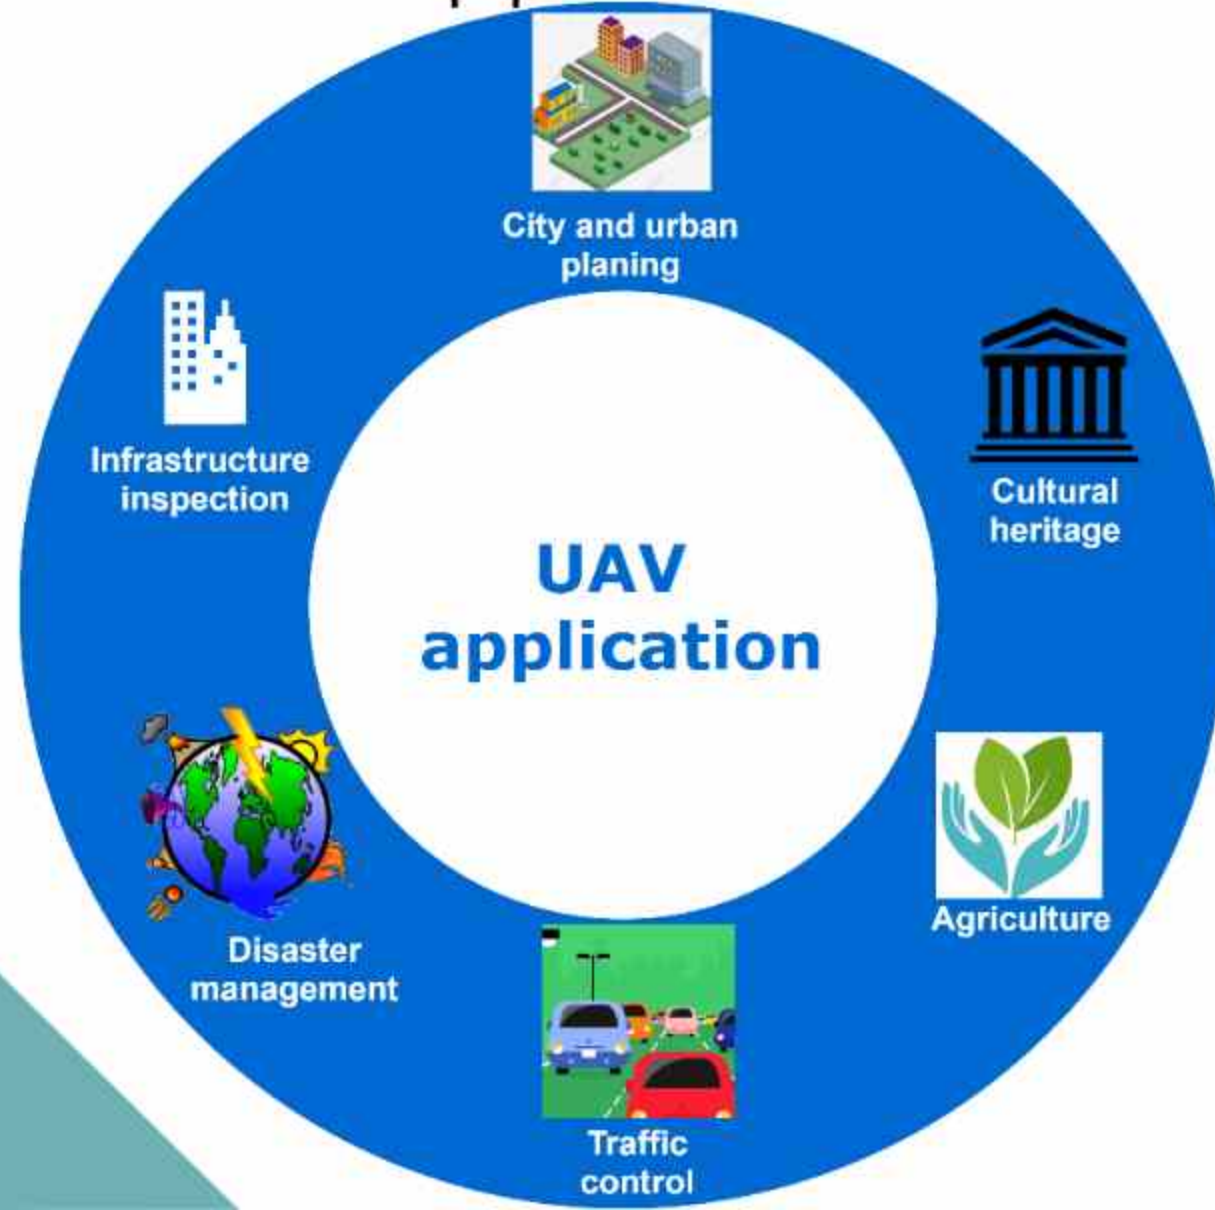 City and urban
planing
Infrastructure
inspection
Cultural
heritage
UAV
application
Agriculture
Disaster
management
Traffic
control